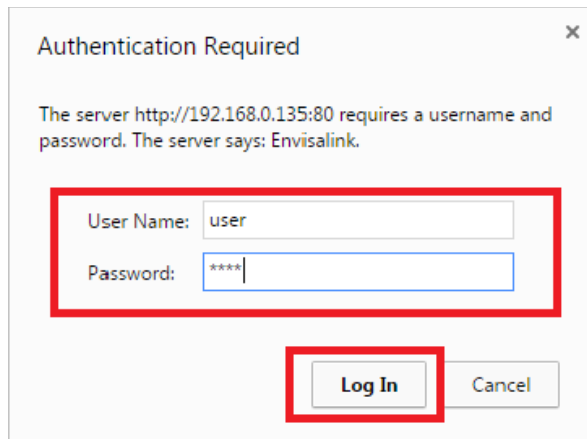 Authentication Required
×
The server http://192.168.0.135:80 requires a username and
password. The server says: Envisalink.
User Name: user
Password: ****
Log In Cancel